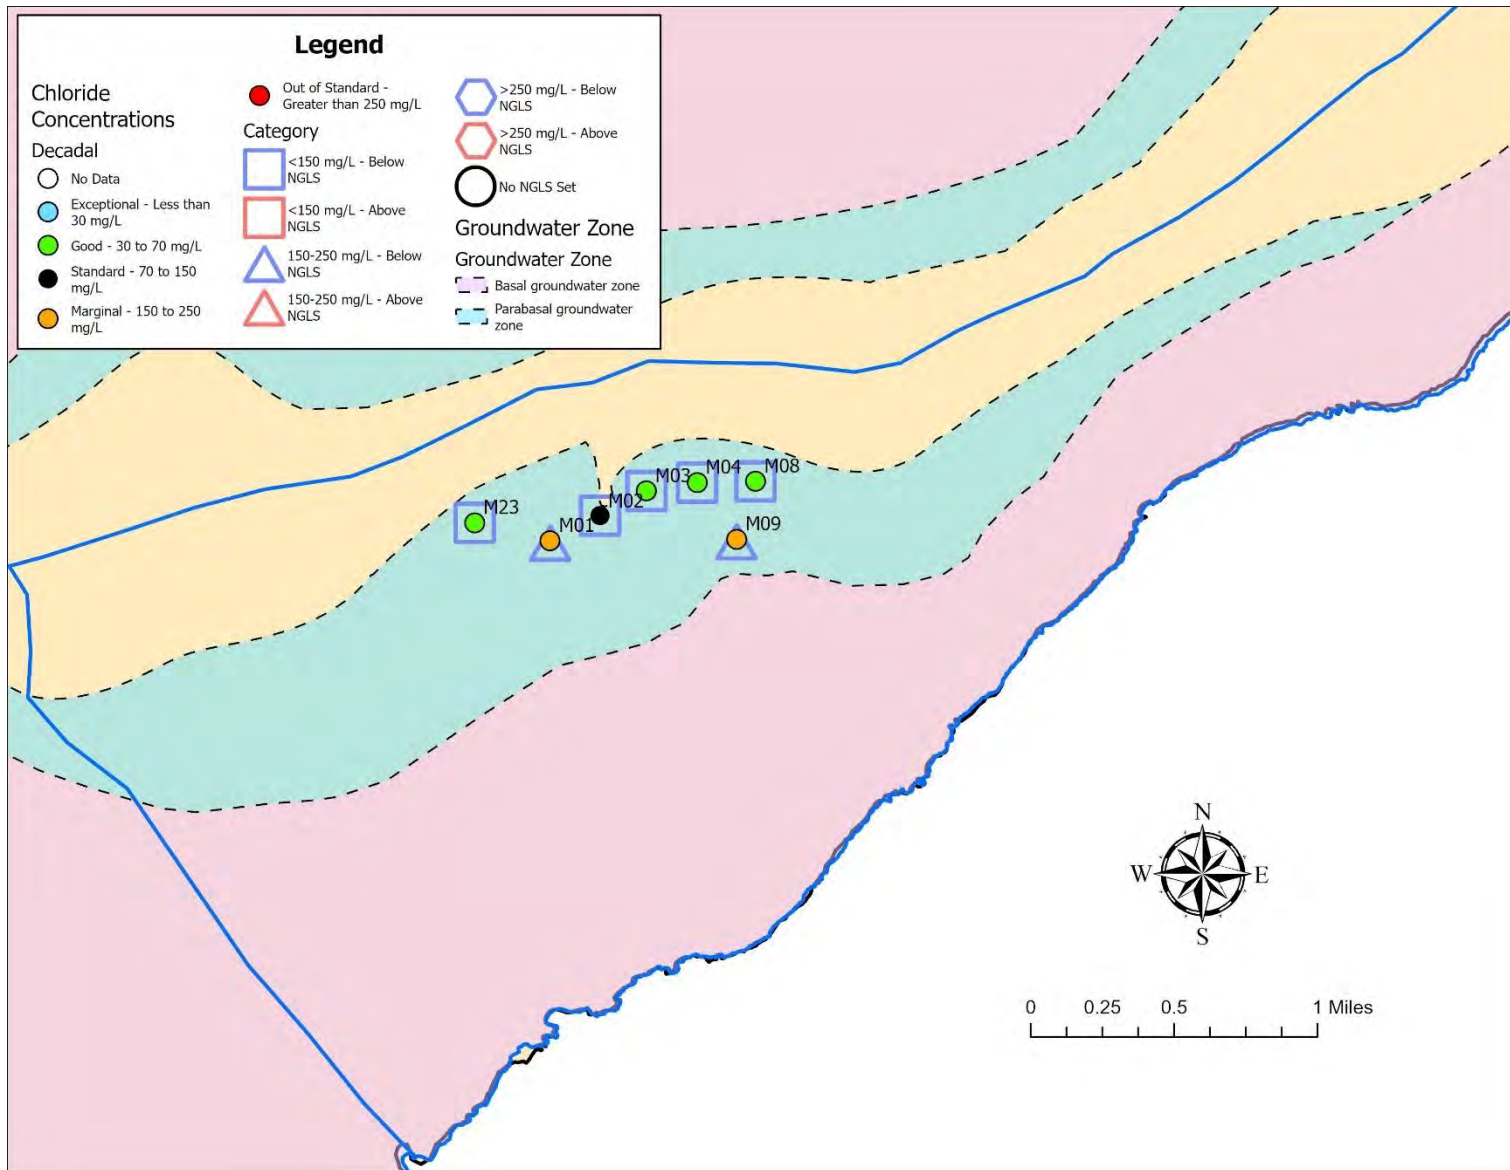 Legend
Chloride
Concentrations
Decadal
No Data
Exceptional - Less than
30 mg/L
Good - 30 to 70 mg/L
Standard - 70 to 150
mg/L
Marginal - 150 to 250
mg/L
Out of Standard -
Greater than 250 mg/L
Category
<150 mg/L - Below
NGLS
<150 mg/L - Above
NGLS
150-250 mg/L - Below
NGLS
150-250 mg/L - Above
NGLS
>250 mg/L - Below
NGLS
>250 mg/L - Above
NGLS
No NGLS Set
Groundwater Zone
Groundwater Zone
Basal groundwater zone
Parabasal groundwater
zone
M23
M01
M02
M03
M04
M08
M09
N
W
E
S
0 0.25 0.5 1 Miles